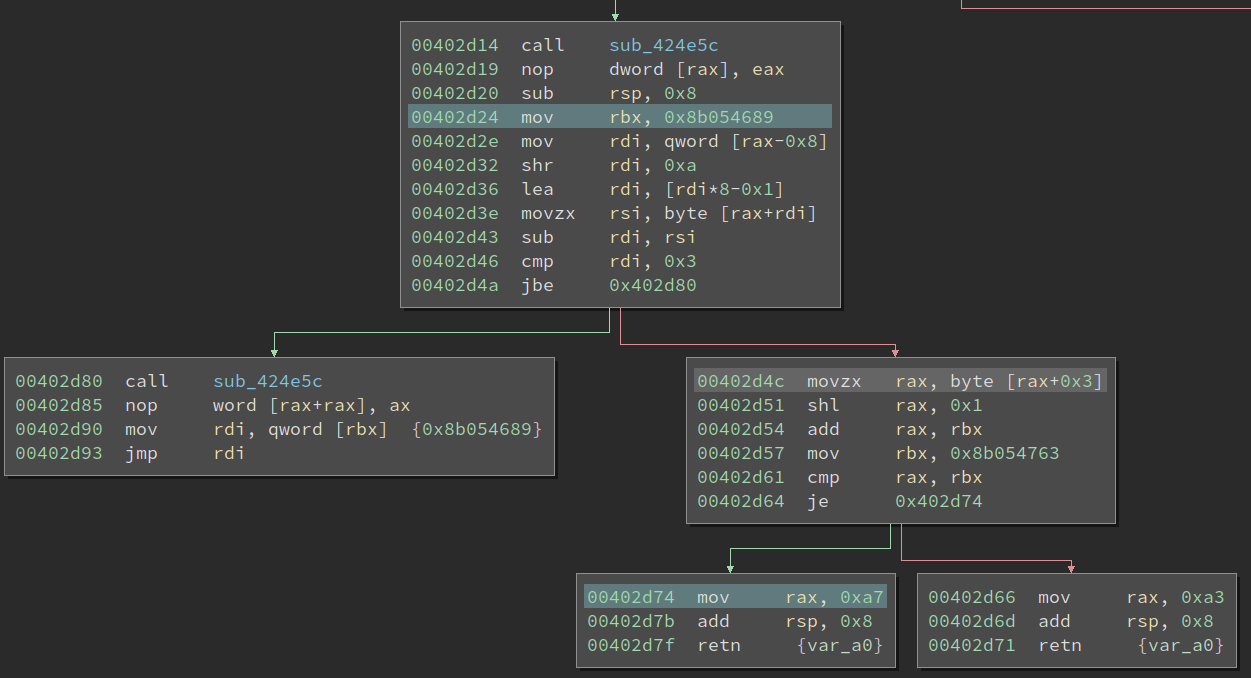 00402d14 call sub_424e5c
00402d19 nop dword [rax], eax
00402d20 sub rsp, 0x8
00402d24 mov rbx, 0x8b054689
00402d2e mov rdi, qword [rax-0x8]
00402d32 shr rdi, 0xa
00402d36 lea rdi, [rdi*8-0x1]
00402d3e movzx rsi, byte [rax+rdi]
00402d43 sub rdi, rsi
00402d46 cmp rdi, 0x3
00402d4a jbe 0x402d80
00402d80 call sub_424e5c
00402d85 nop word [rax+rax], ax
00402d90 mov rdi, qword [rbx] {0x8b054689}
00402d93 jmp rdi
00402d4c movzx rax, byte [rax+0x3]
00402d51 shl rax, 0x1
00402d54 add rax, rbx
00402d57 mov rbx, 0x8b054763
00402d61 cmp rax, rbx
00402d64 je 0x402d74
00402d74 mov rax, 0xa7
00402d7b add rsp, 0x8
00402d7f retn {var_a0}
00402d66 mov rax, 0xa3
00402d6d add rsp, 0x8
00402d71 retn {var_a0}